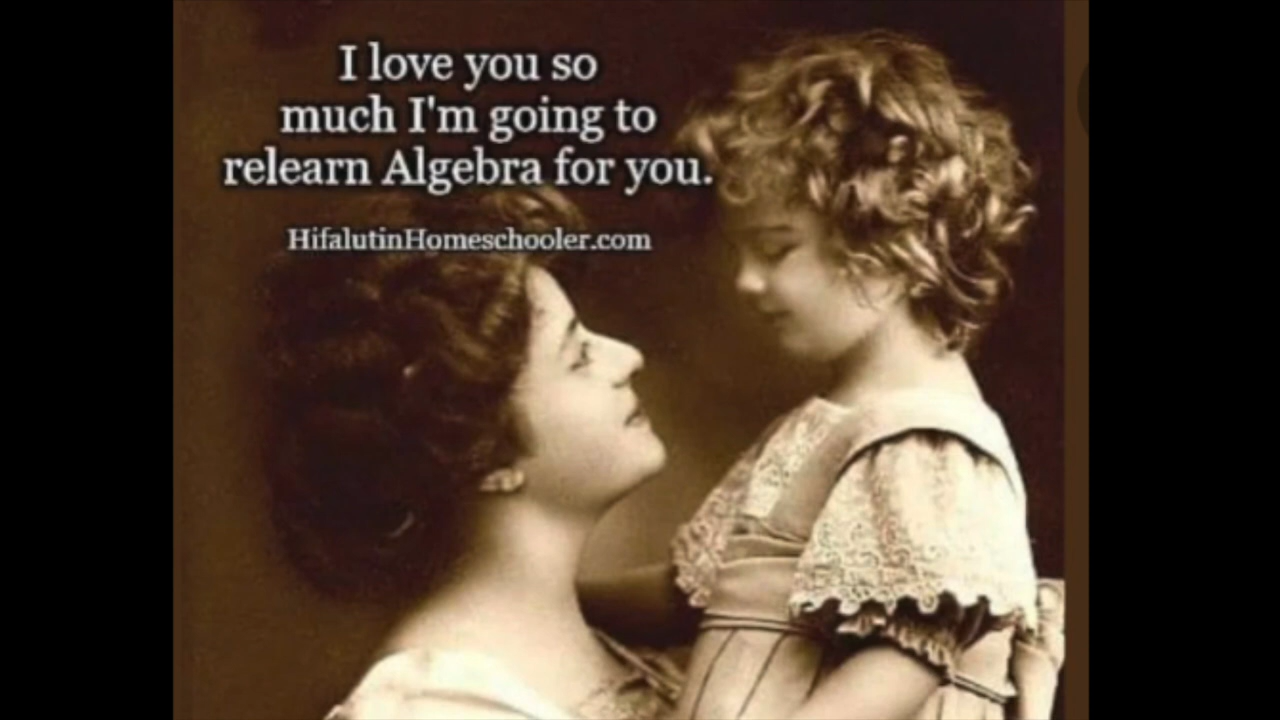 I love you so
much I'm going to
relearn Algebra for you.
HifalutinHomeschooler.com